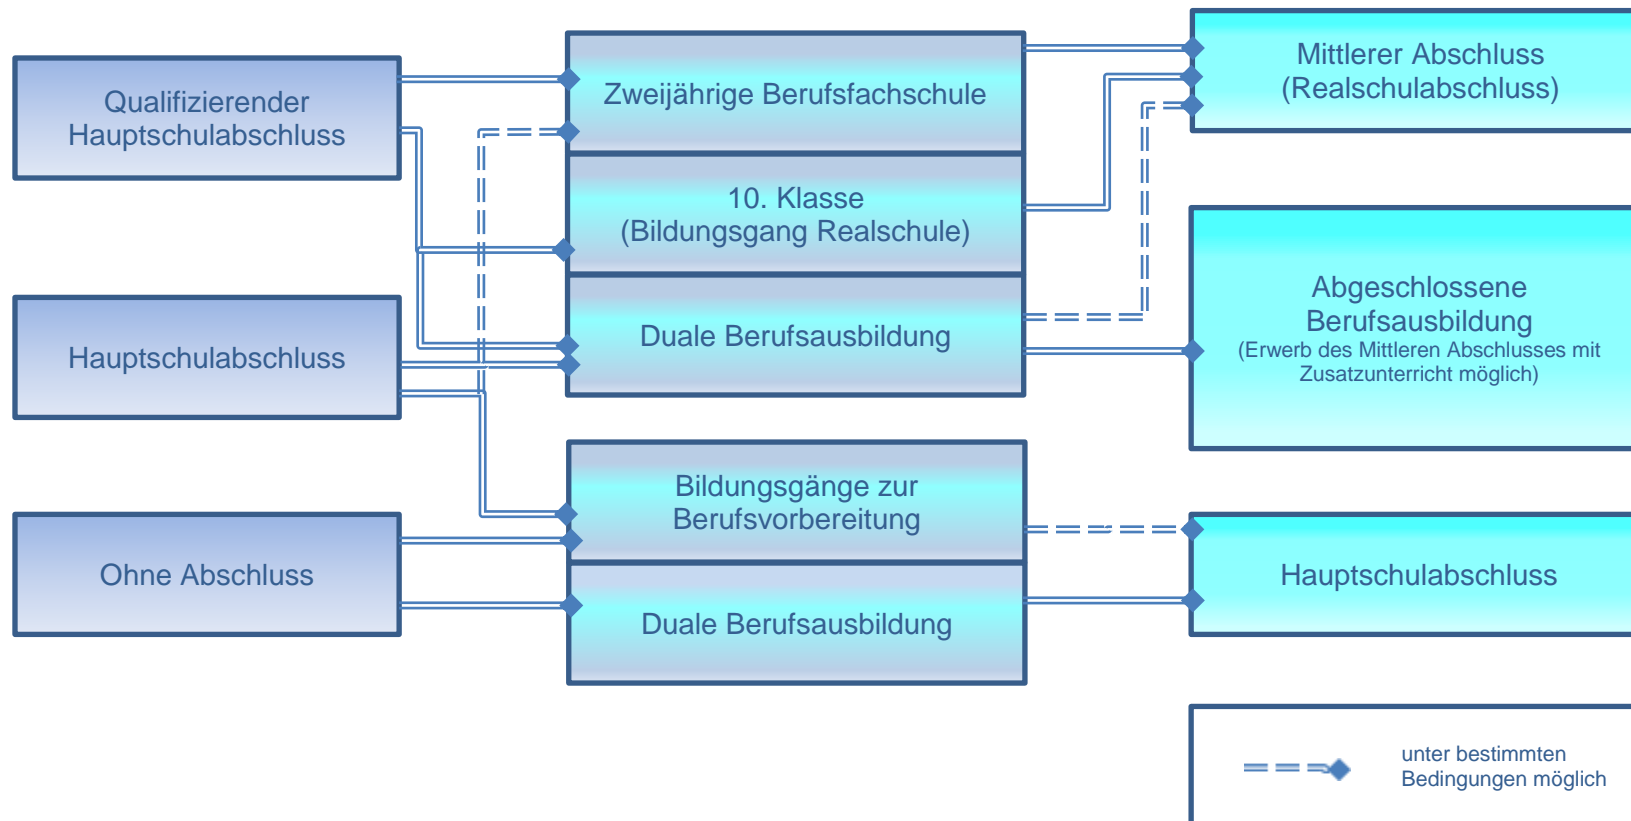 Qualifizierender
Hauptschulabschluss
Hauptschulabschluss
Ohne Abschluss
Zweijährige Berufsfachschule
10. Klasse
(Bildungsgang Realschule)
Duale Berufsausbildung
Bildungsgänge zur
Berufsvorbereitung
Duale Berufsausbildung
Mittlerer Abschluss
(Realschulabschluss)
Abgeschlossene
Berufsausbildung
(Erwerb des Mittleren Abschlusses mit
Zusatzunterricht möglich)
Hauptschulabschluss
unter bestimmten
Bedingungen möglich